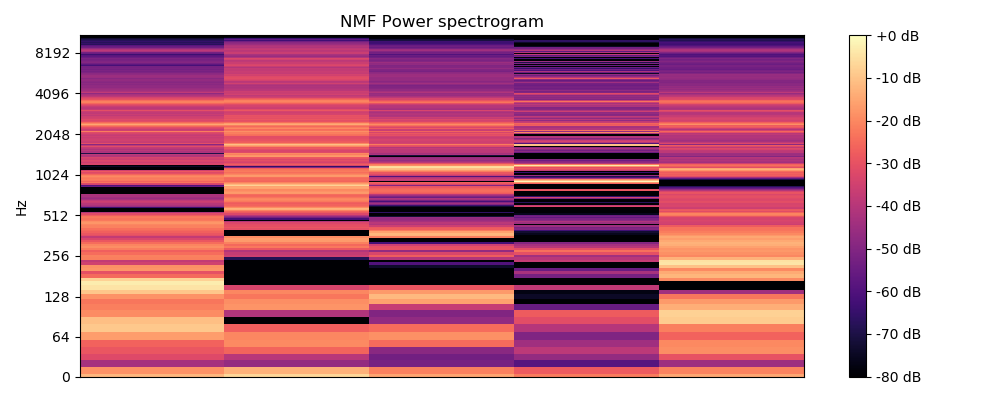 NMF Power spectrogram
Hz
8192
4096
2048
1024
512
256
128
64
0
+0 dB
-10 dB
-20 dB
-30 dB
-40 dB
-50 dB
-60 dB
-70 dB
-80 dB